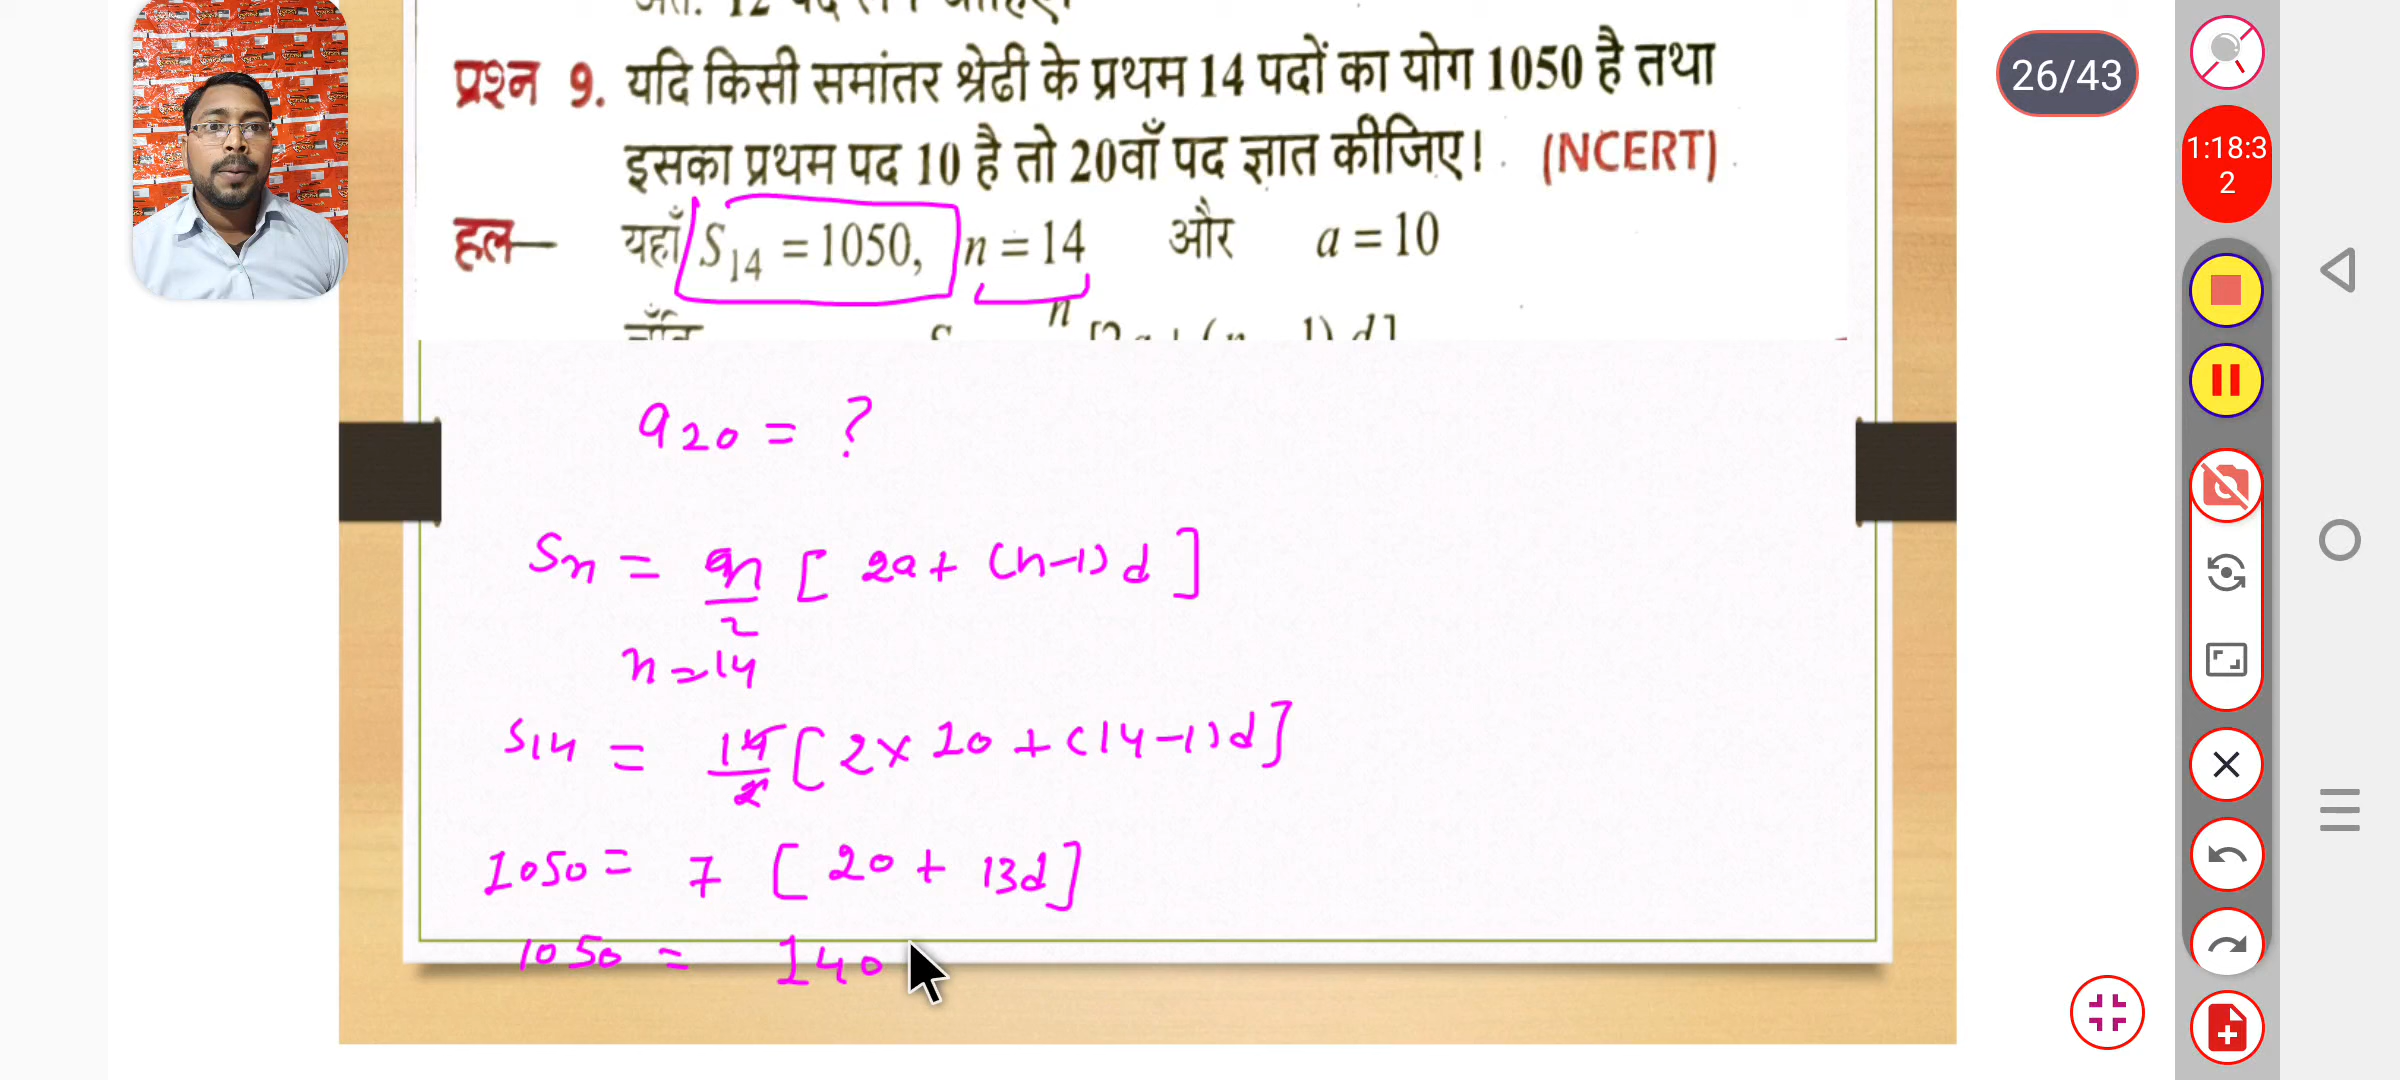 प्रश्न 9. यदि किसी समांतर श्रेढी के प्रथम 14 पदों का योग 1050 है तथा
इसका प्रथम पद 10 है तो 20वाँ पद ज्ञात कीजिए। (NCERT)
हल— यहाँ S14 = 1050, n = 14 और a = 10
a20 = ?
Sn = n/2 [ 2a + (n-1) d ]
n = 14
S14 = 14/2 [ 2 × 10 + (14-1) d ]
1050 = 7 [ 20 + 13d ]
1050 = 140
26/43
1:18:3
2